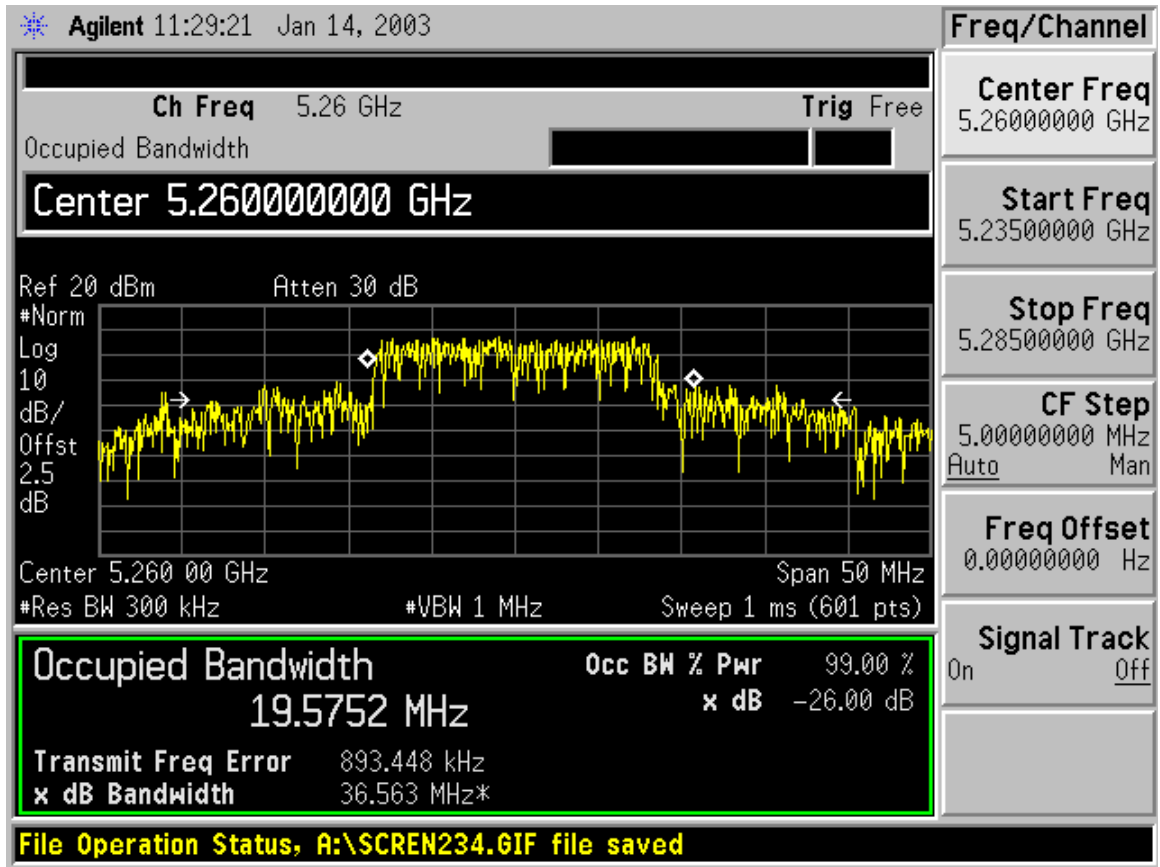 Agilent 11:29:21 Jan 14, 2003
Freq/Channel
Ch Freq 5.26 GHz Trig Free
Occupied Bandwidth
Center 5.260000000 GHz
Ref 20 dBm Atten 30 dB
#Norm
Log
10
dB/
Offst
2.5
dB
Center 5.260 00 GHz Span 50 MHz
#Res BW 300 kHz #VBW 1 MHz Sweep 1 ms (601 pts)
Occupied Bandwidth
19.5752 MHz
Occ BW % Pwr 99.00 %
x dB -26.00 dB
Transmit Freq Error 893.448 kHz
x dB Bandwidth 36.563 MHz*
File Operation Status, A:\SCREN234.GIF file saved
Center Freq
5.26000000 GHz
Start Freq
5.23500000 GHz
Stop Freq
5.28500000 GHz
CF Step
5.00000000 MHz
Auto Man
Freq Offset
0.00000000 Hz
Signal Track
On Off